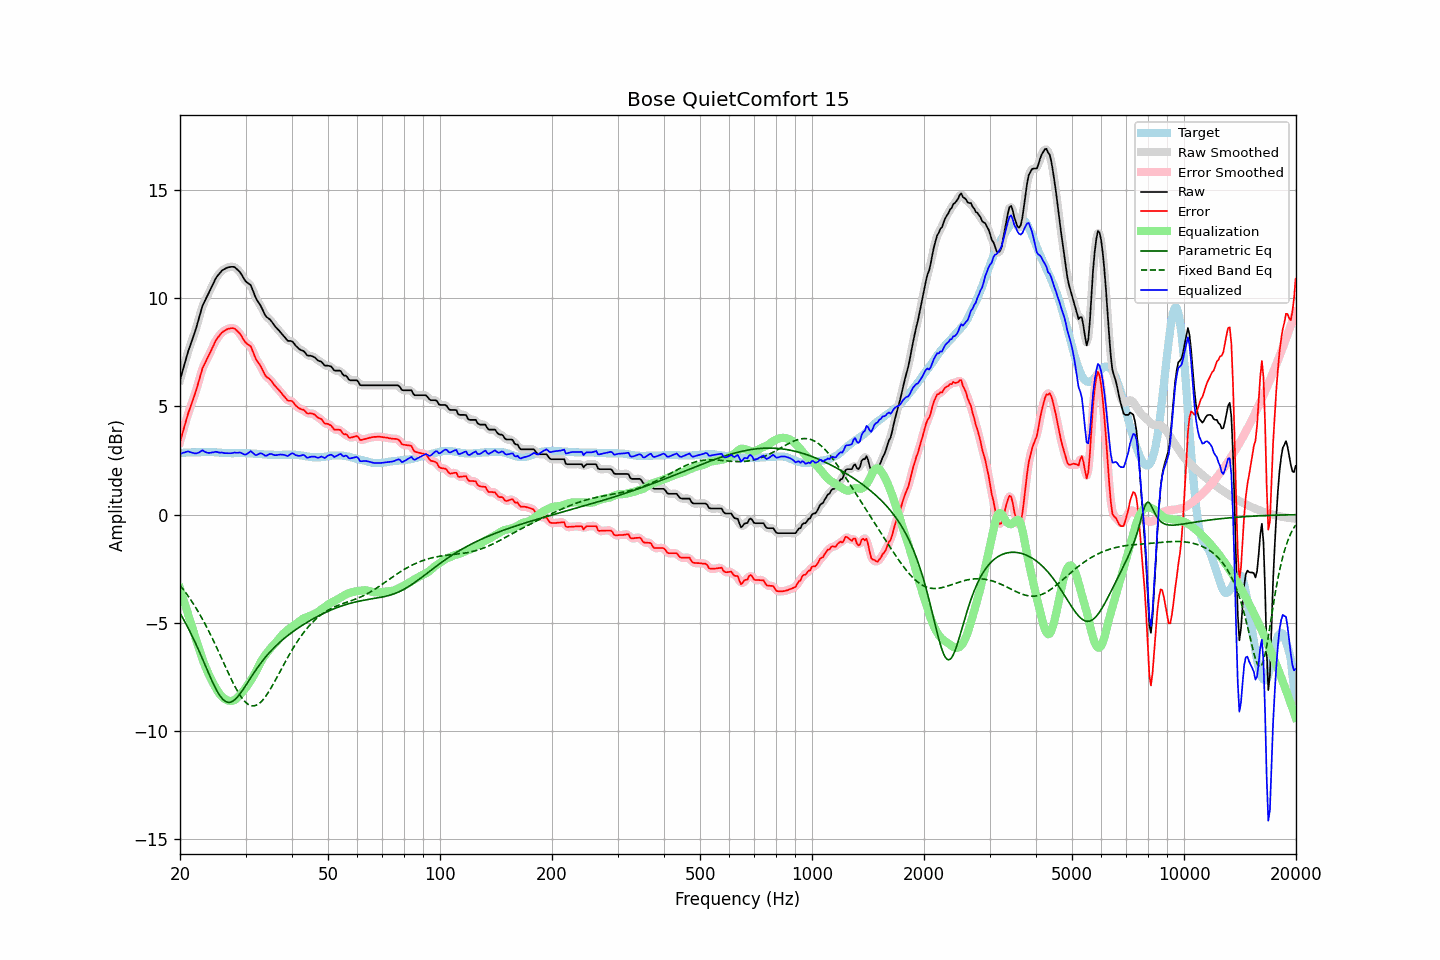 Bose QuietComfort 15
Target
Raw Smoothed
Error Smoothed
Raw
Error
Equalization
Parametric Eq
Fixed Band Eq
Equalized
Amplitude (dBr)
15
10
5
0
−5
−10
−15
20 50 100 200 500 1000 2000 5000 10000 20000
Frequency (Hz)